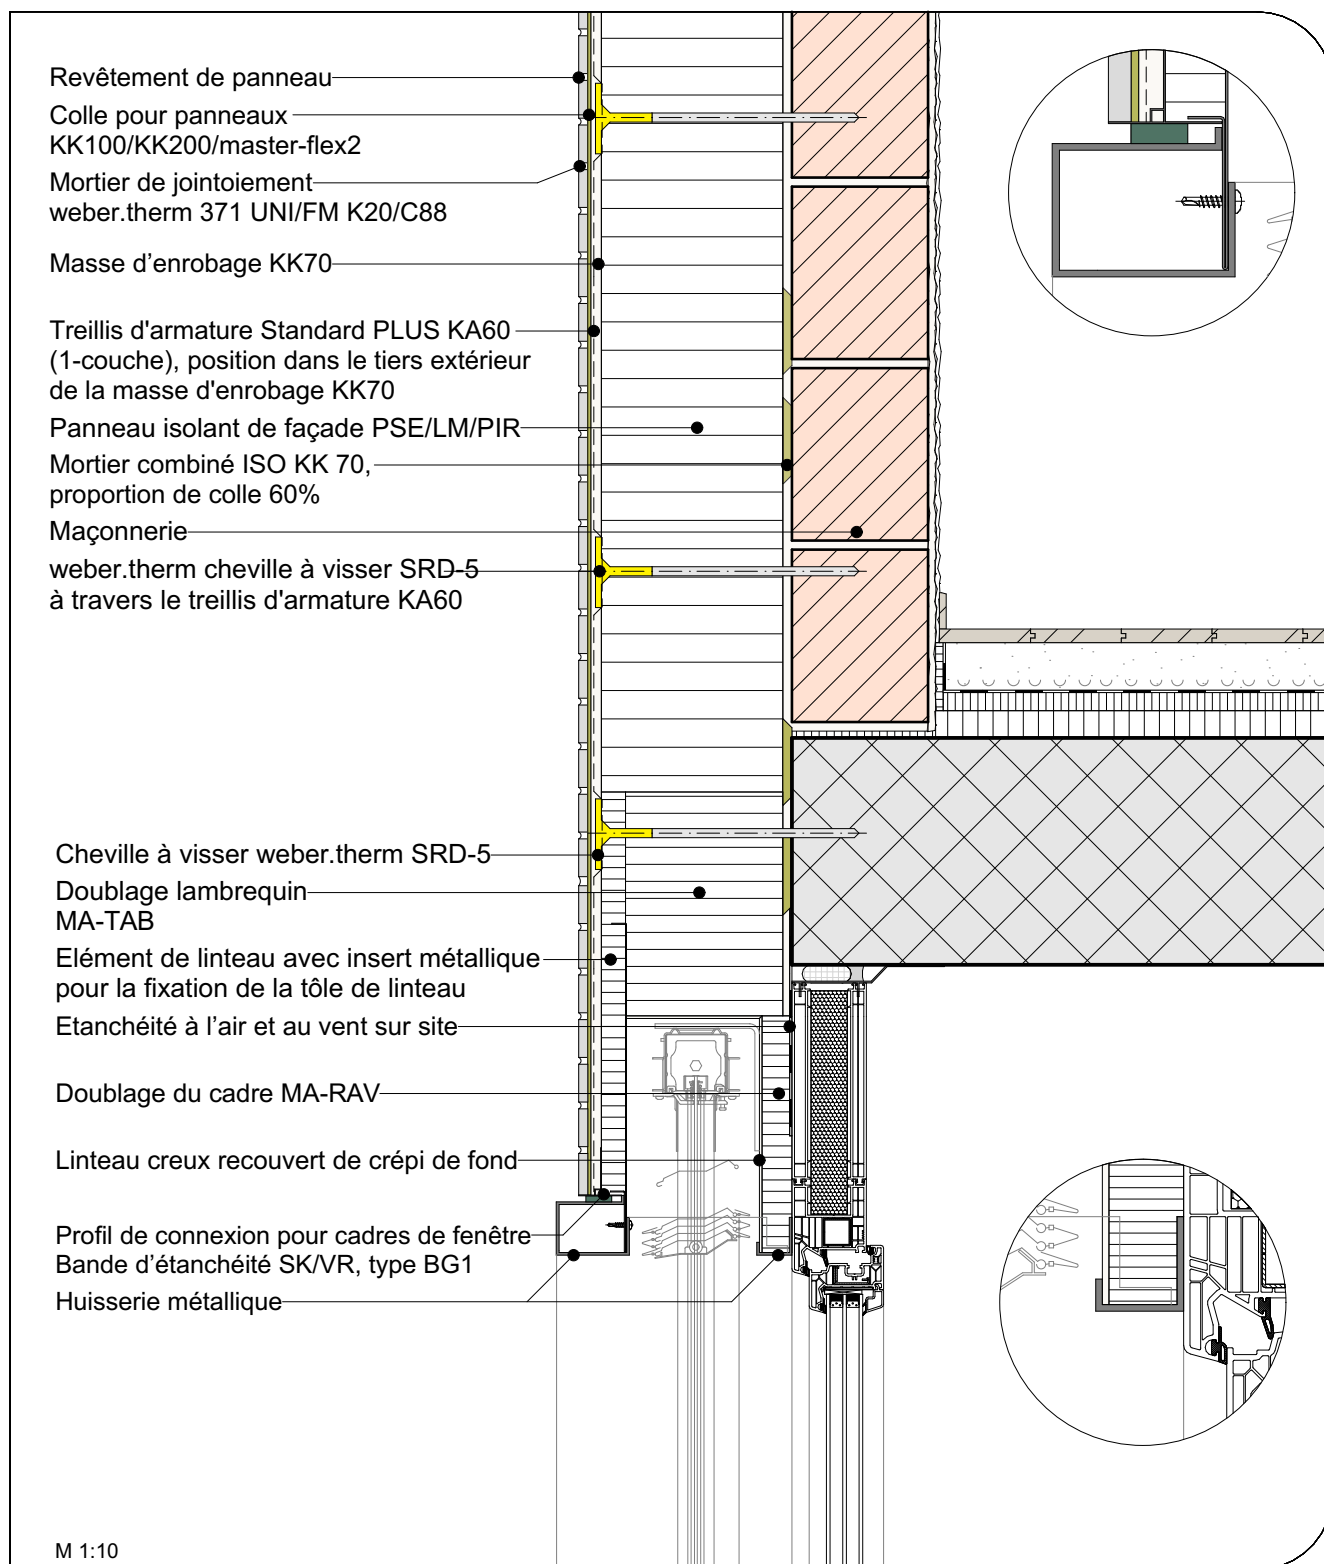 Revêtement de panneau
Colle pour panneaux
KK100/KK200/master-flex2
Mortier de jointoiement
weber.therm 371 UNI/FM K20/C88
Masse d’enrobage KK70
Treillis d'armature Standard PLUS KA60
(1-couche), position dans le tiers extérieur
de la masse d'enrobage KK70
Panneau isolant de façade PSE/LM/PIR
Mortier combiné ISO KK 70,
proportion de colle 60%
Maçonnerie
weber.therm cheville à visser SRD-5
à travers le treillis d'armature KA60
Cheville à visser weber.therm SRD-5
Doublage lambrequin
MA-TAB
Elément de linteau avec insert métallique
pour la fixation de la tôle de linteau
Etanchéité à l’air et au vent sur site
Doublage du cadre MA-RAV
Linteau creux recouvert de crépi de fond
Profil de connexion pour cadres de fenêtre
Bande d’étanchéité SK/VR, type BG1
Huisserie métallique
M 1:10